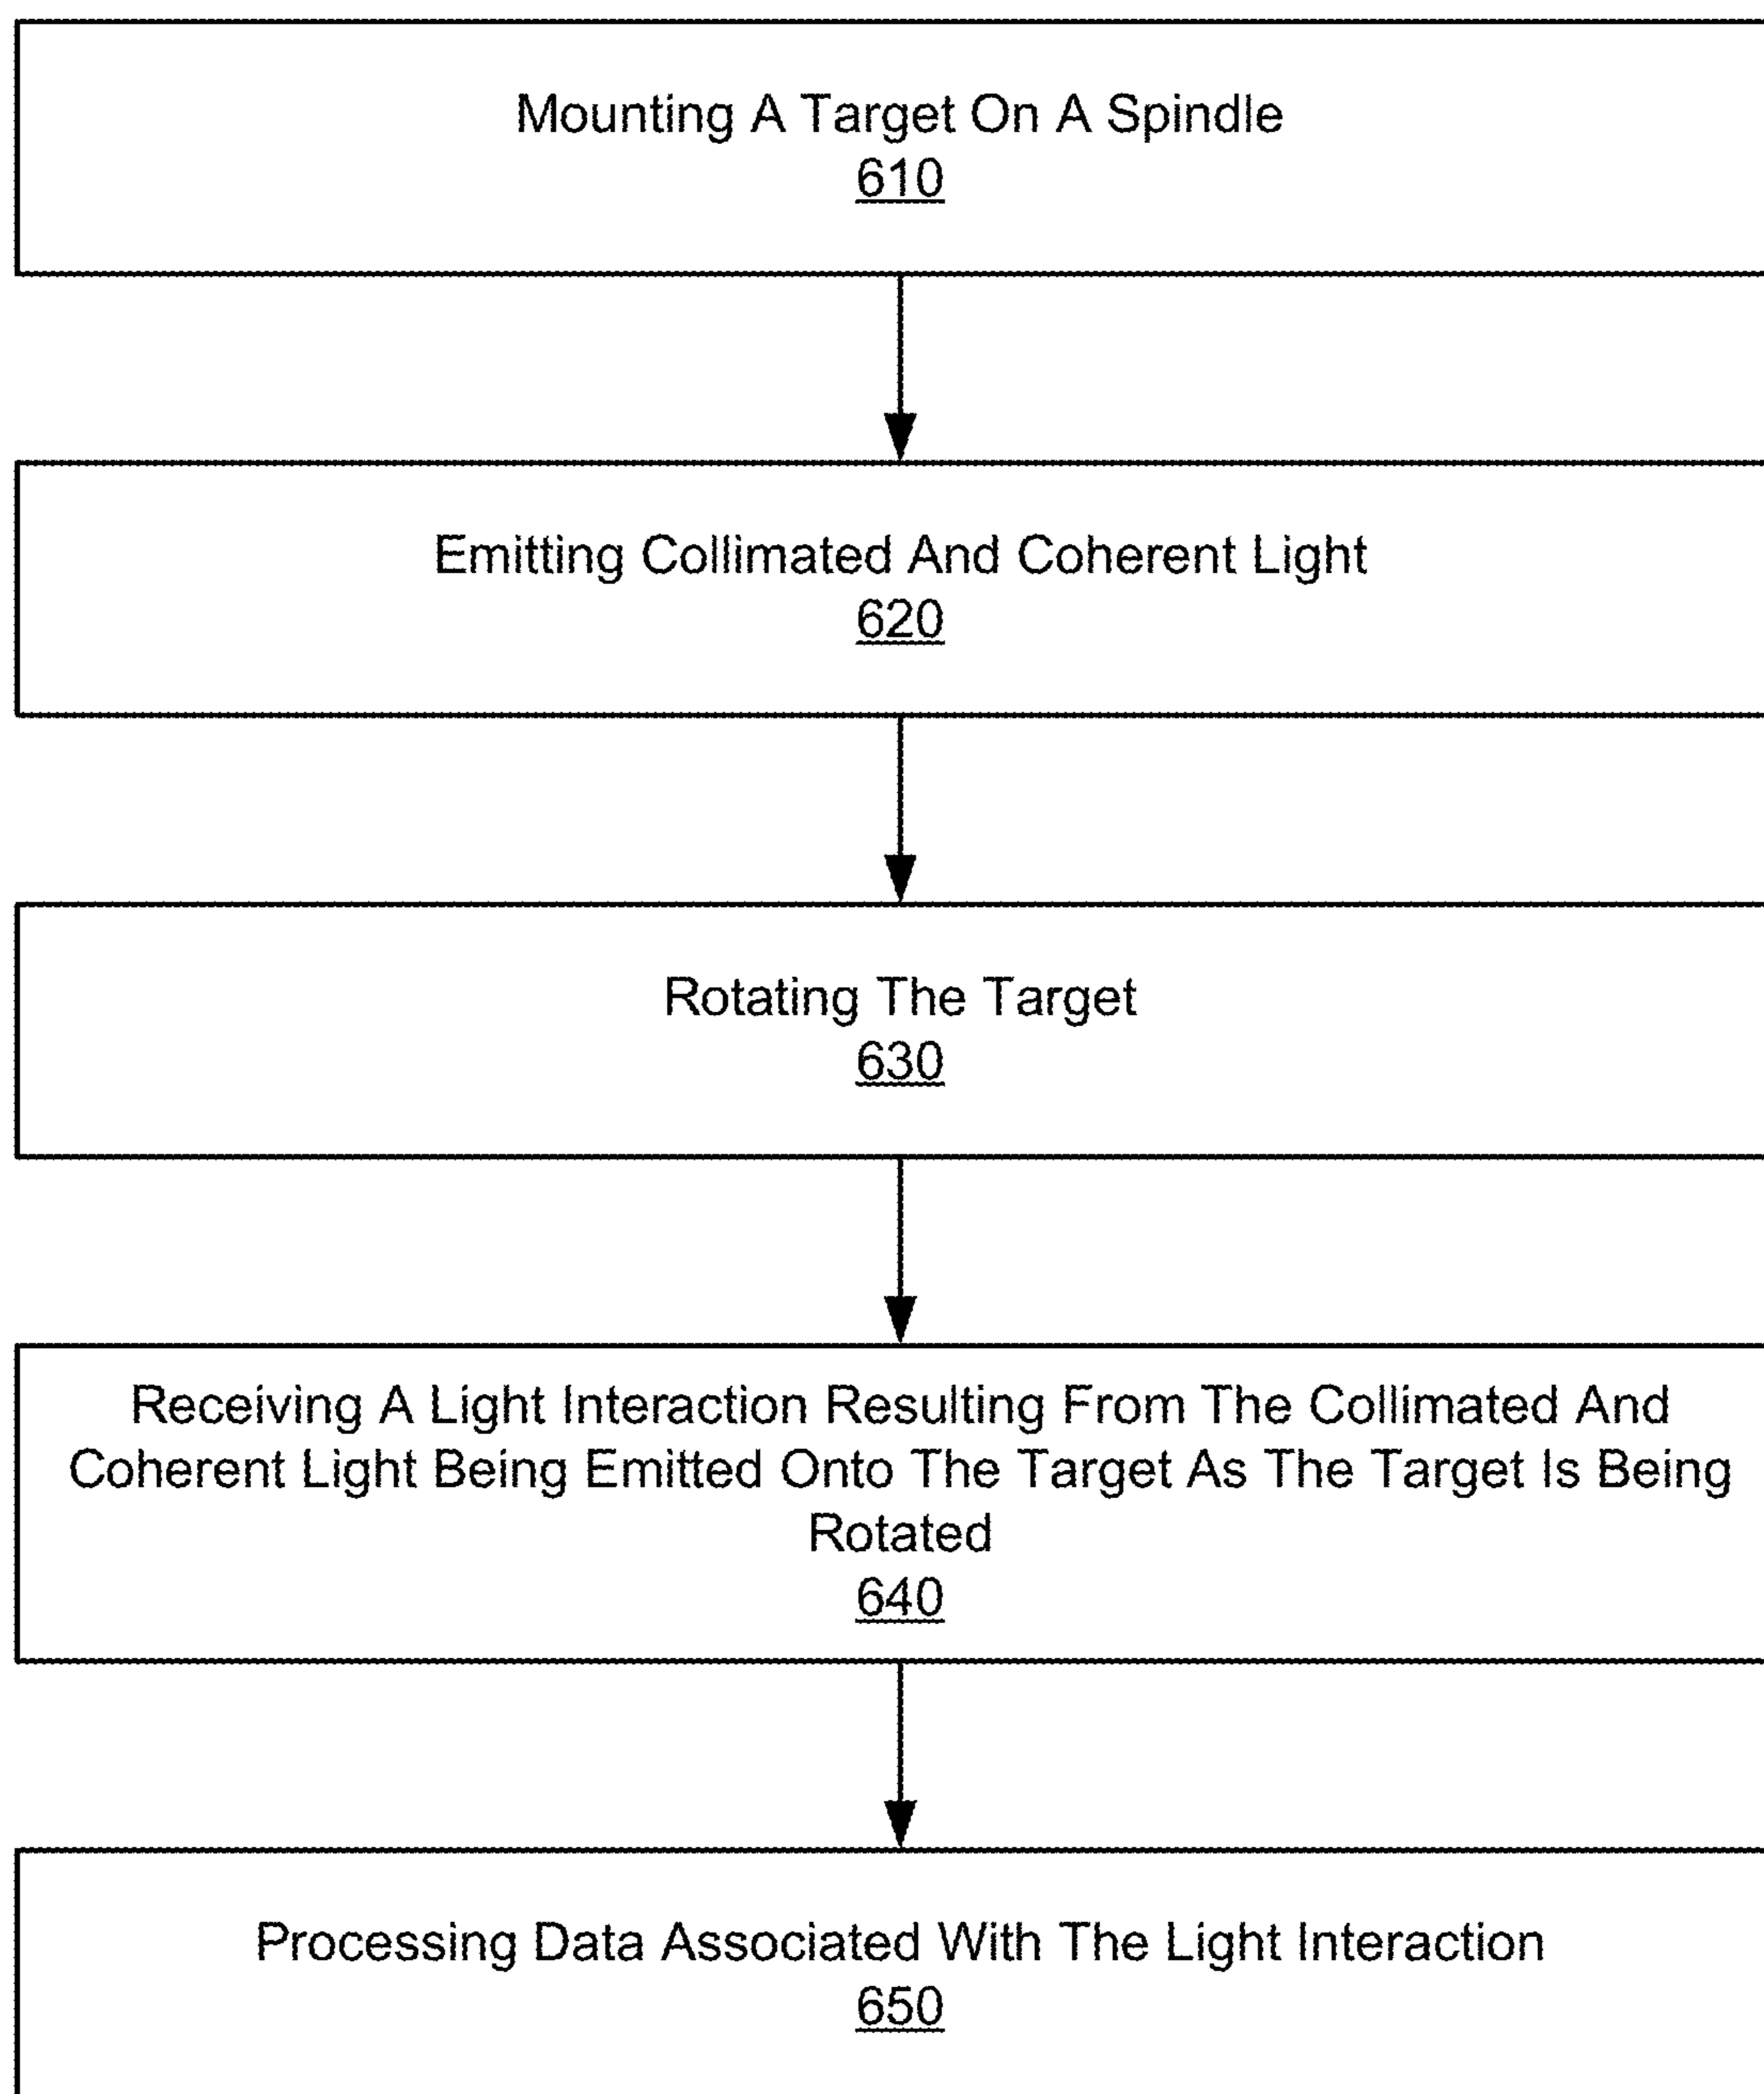 Mounting A Target On A Spindle
610
Emitting Collimated And Coherent Light
620
Rotating The Target
630
Receiving A Light Interaction Resulting From The Collimated And
Coherent Light Being Emitted Onto The Target As The Target Is Being
Rotated
640
Processing Data Associated With The Light Interaction
650